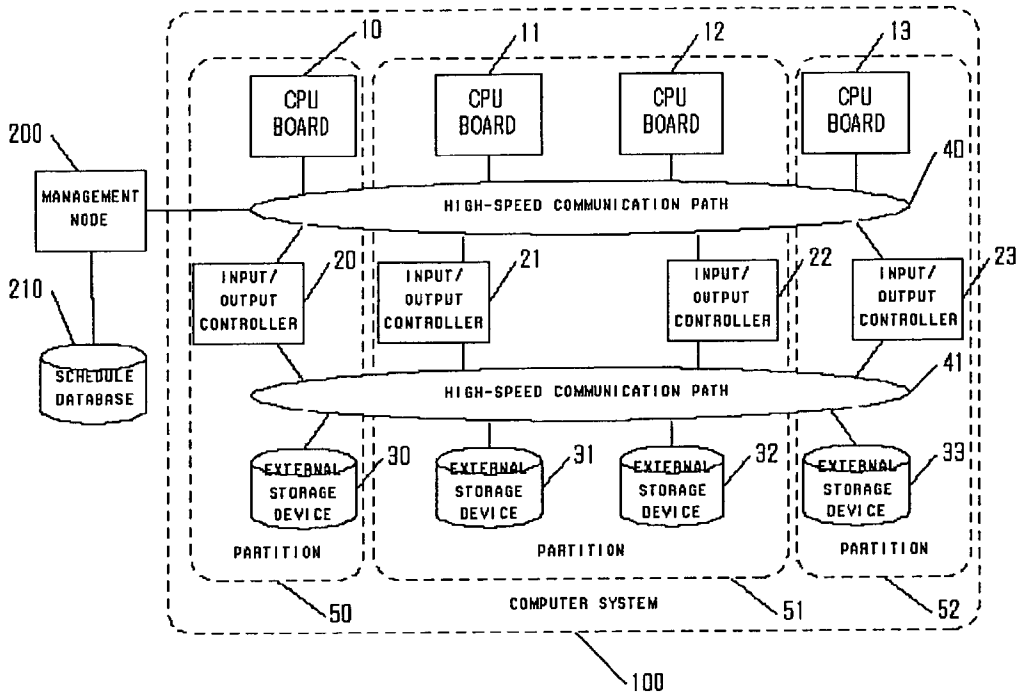 10
11
12
13
CPU
BOARD
CPU
BOARD
CPU
BOARD
CPU
BOARD
200
MANAGEMENT
NODE
40
HIGH-SPEED COMMUNICATION PATH
210
SCHEDULE
DATABASE
INPUT/
OUTPUT
CONTROLLER
20
INPUT/
OUTPUT
CONTROLLER
21
INPUT/
OUTPUT
CONTROLLER
22
INPUT/
OUTPUT
CONTROLLER
23
41
HIGH-SPEED COMMUNICATION PATH
EXTERNAL
STORAGE
DEVICE
30
EXTERNAL
STORAGE
DEVICE
31
EXTERNAL
STORAGE
DEVICE
32
EXTERNAL
STORAGE
DEVICE
33
PARTITION
PARTITION
PARTITION
50
COMPUTER SYSTEM
51
52
100